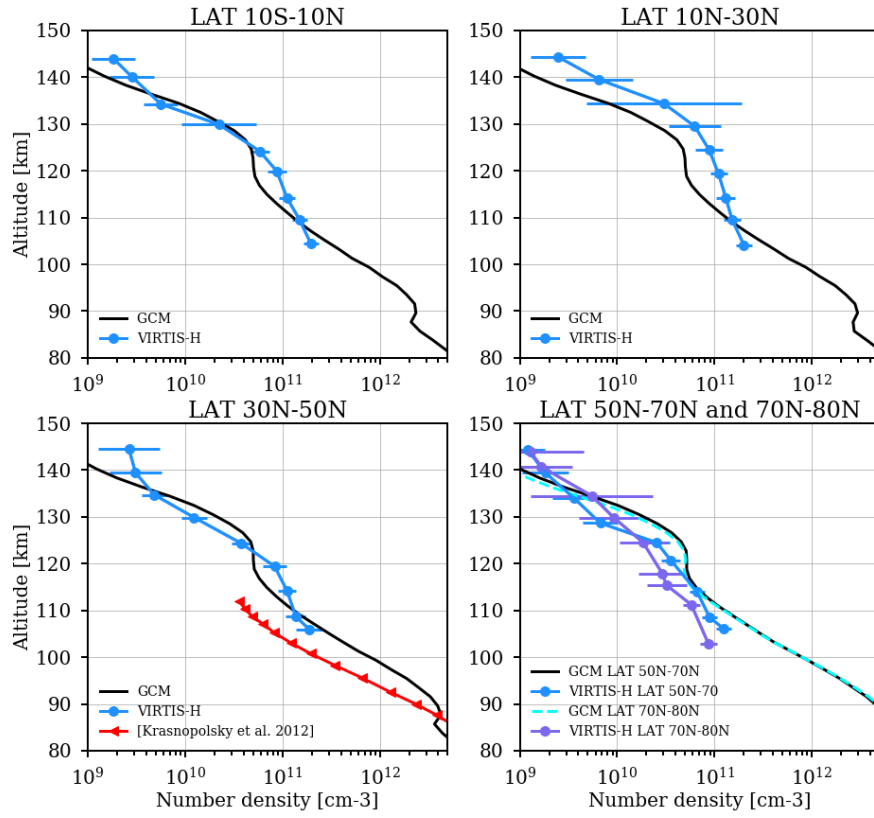 LAT 10S-10N
LAT 10N-30N
150
140
130
120
110
100
90
80
Altitude [km]
GCM
VIRTIS-H
10^9
10^10
10^11
10^12
150
140
130
120
110
100
90
80
GCM
VIRTIS-H
10^9
10^10
10^11
10^12
LAT 30N-50N
LAT 50N-70N and 70N-80N
150
140
130
120
110
100
90
80
Altitude [km]
GCM
VIRTIS-H
[Krasnopolsky et al. 2012]
10^9
10^10
10^11
10^12
Number density [cm-3]
150
140
130
120
110
100
90
80
GCM LAT 50N-70N
VIRTIS-H LAT 50N-70
GCM LAT 70N-80N
VIRTIS-H LAT 70N-80N
10^9
10^10
10^11
10^12
Number density [cm-3]